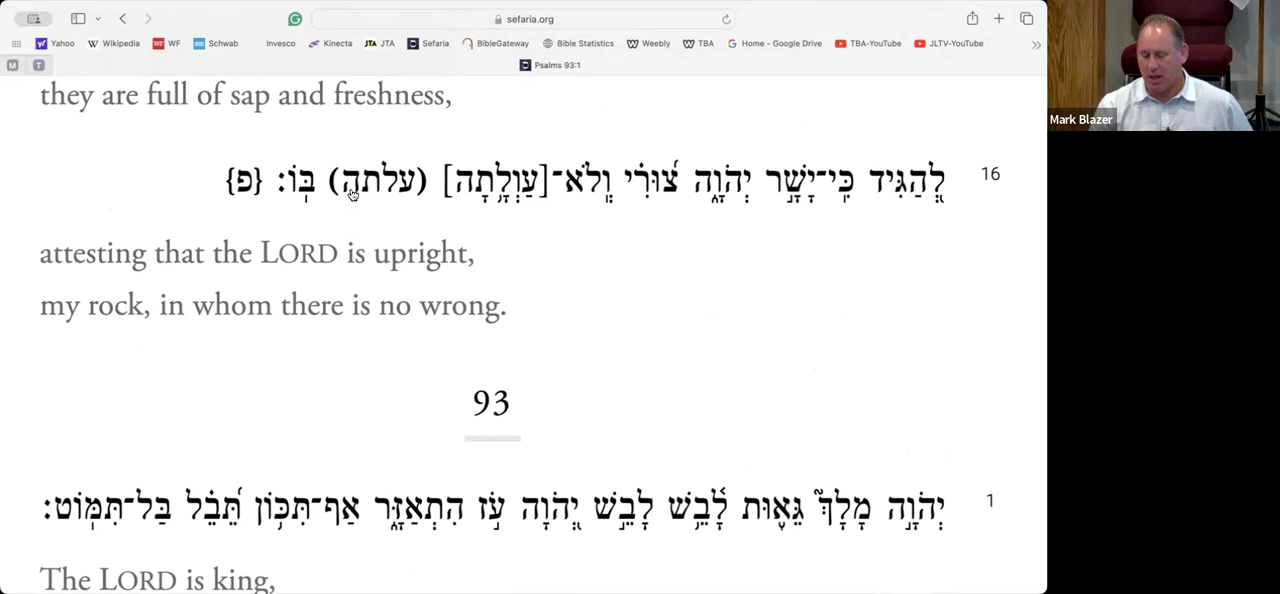 sefaria.org
Yahoo Wikipedia WF Schwab Invesco Kinecta JTA Sefaria BibleGateway Bible Statistics Weebly TBA Home - Google Drive TBA-YouTube JLTV-YouTube
M T Psalms 93:1
they are full of sap and freshness,
16 לְ֭הַגִּיד כִּֽי־יָשָׁ֣ר יְהֹוָ֑ה צ֝וּרִ֗י וְֽלֹא־[עַוְלָ֥תָה] (עלתה) בּֽוֹ׃ {פ}
attesting that the LORD is upright,
my rock, in whom there is no wrong.
93
1 יְהֹוָ֣ה מָלָךְ֮ גֵּא֢וּת לָ֫בֵ֥שׁ לָבֵ֣שׁ יְ֭הֹוָה עֹ֣ז הִתְאַזָּ֑ר אַף־תִּכּ֥וֹן תֵּ֝בֵ֗ל בַּל־תִּמּֽוֹט׃
The LORD is king,
Mark Blazer